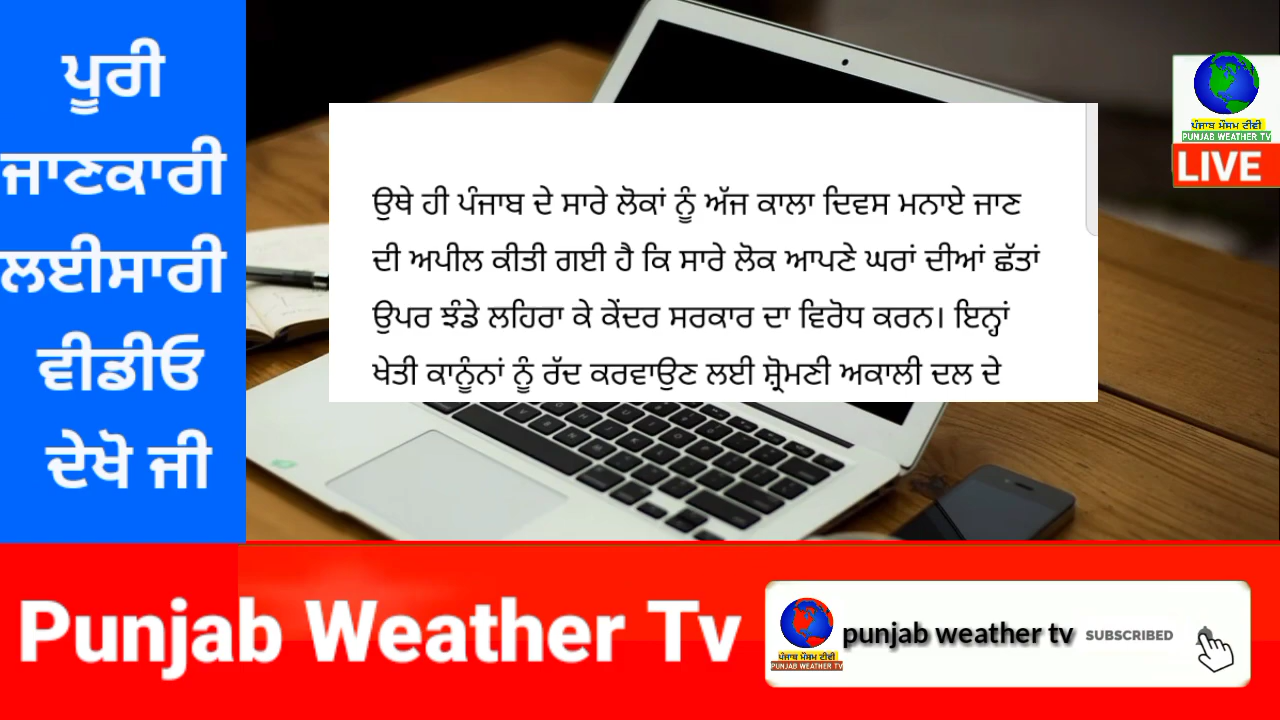 ਪੂਰੀ
ਜਾਣਕਾਰੀ
ਲਈਸਾਰੀ
ਵੀਡੀਓ
ਦੇਖੋ ਜੀ
ਉਥੇ ਹੀ ਪੰਜਾਬ ਦੇ ਸਾਰੇ ਲੋਕਾਂ ਨੂੰ ਅੱਜ ਕਾਲਾ ਦਿਵਸ ਮਨਾਏ ਜਾਣ
ਦੀ ਅਪੀਲ ਕੀਤੀ ਗਈ ਹੈ ਕਿ ਸਾਰੇ ਲੋਕ ਆਪਣੇ ਘਰਾਂ ਦੀਆਂ ਛੱਤਾਂ
ਉਪਰ ਝੰਡੇ ਲਹਿਰਾ ਕੇ ਕੇਂਦਰ ਸਰਕਾਰ ਦਾ ਵਿਰੋਧ ਕਰਨ। ਇਨ੍ਹਾਂ
ਖੇਤੀ ਕਾਨੂੰਨਾਂ ਨੂੰ ਰੱਦ ਕਰਵਾਉਣ ਲਈ ਸ਼੍ਰੋਮਣੀ ਅਕਾਲੀ ਦਲ ਦੇ
ਪੰਜਾਬ ਮੌਸਮ ਟੀਵੀ
PUNJAB WEATHER TV
LIVE
Punjab Weather Tv
ਪੰਜਾਬ ਮੌਸਮ ਟੀਵੀ
PUNJAB WEATHER TV
punjab weather tv SUBSCRIBED